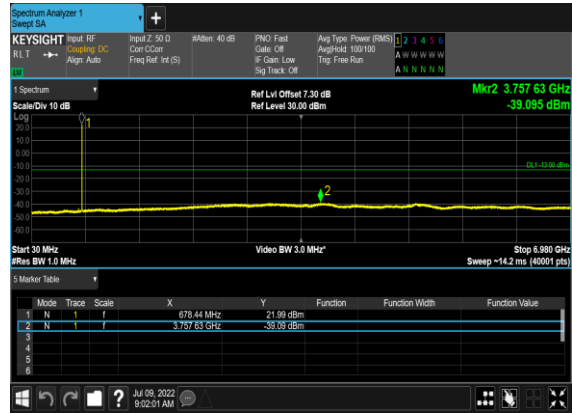 Spectrum Analyzer 1
Swept SA
+
KEYSIGHT Input: RF Input Z: 50 Ω #Atten: 40 dB PNO: Fast Avg Type: Power (RMS) 1 2 3 4 5 6
RLT Coupling: DC Corr CCorr Gate: Off Avg|Hold: 100/100 A W W W W W
Align: Auto Freq Ref: Int (S) IF Gain: Low Trig: Free Run
LW Sig Track: Off A N N N N N
1 Spectrum Ref Lvl Offset 7.30 dB Mkr2 3.757 63 GHz
Scale/Div 10 dB Ref Level 30.00 dBm -39.095 dBm
Log
20.0 1
10.0
0.00
-10.0 DL1 -13.00 dBm
-20.0
-30.0 2
-40.0
-50.0
-60.0
Start 30 MHz Video BW 3.0 MHz* Stop 6.980 GHz
#Res BW 1.0 MHz Sweep ~14.2 ms (40001 pts)
5 Marker Table
Mode Trace Scale X Y Function Function Width Function Value
1 N 1 f 678.44 MHz 21.99 dBm
2 N 1 f 3.757 63 GHz -39.09 dBm
3
4
5
6
? Jul 09, 2022
9:02:01 AM